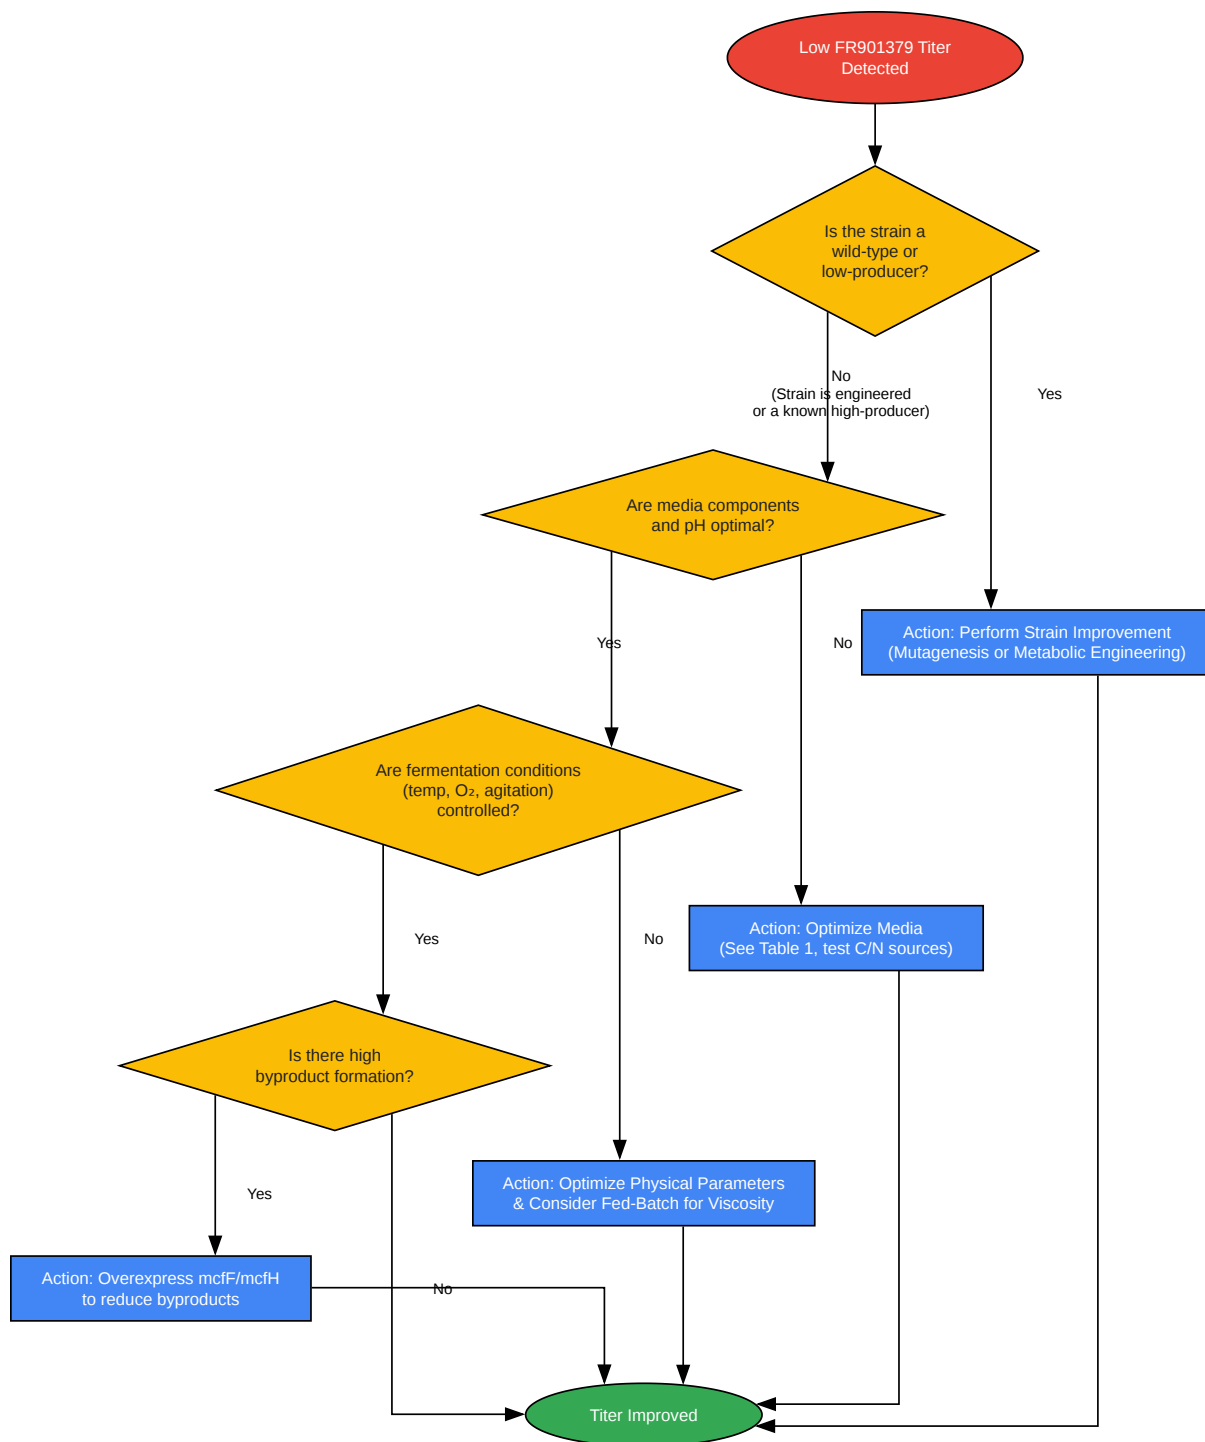 Low FR901379 Titer
Detected
Is the strain a
wild-type or
low-producer?
No
(Strain is engineered
or a known high-producer)
Yes
Are media components
and pH optimal?
Yes
No
Action: Perform Strain Improvement
(Mutagenesis or Metabolic Engineering)
Are fermentation conditions
(temp, O₂, agitation)
controlled?
Yes
No
Action: Optimize Media
(See Table 1, test C/N sources)
Is there high
byproduct formation?
Yes
Action: Optimize Physical Parameters
& Consider Fed-Batch for Viscosity
Action: Overexpress mcfF/mcfH
to reduce byproducts
No
Titer Improved